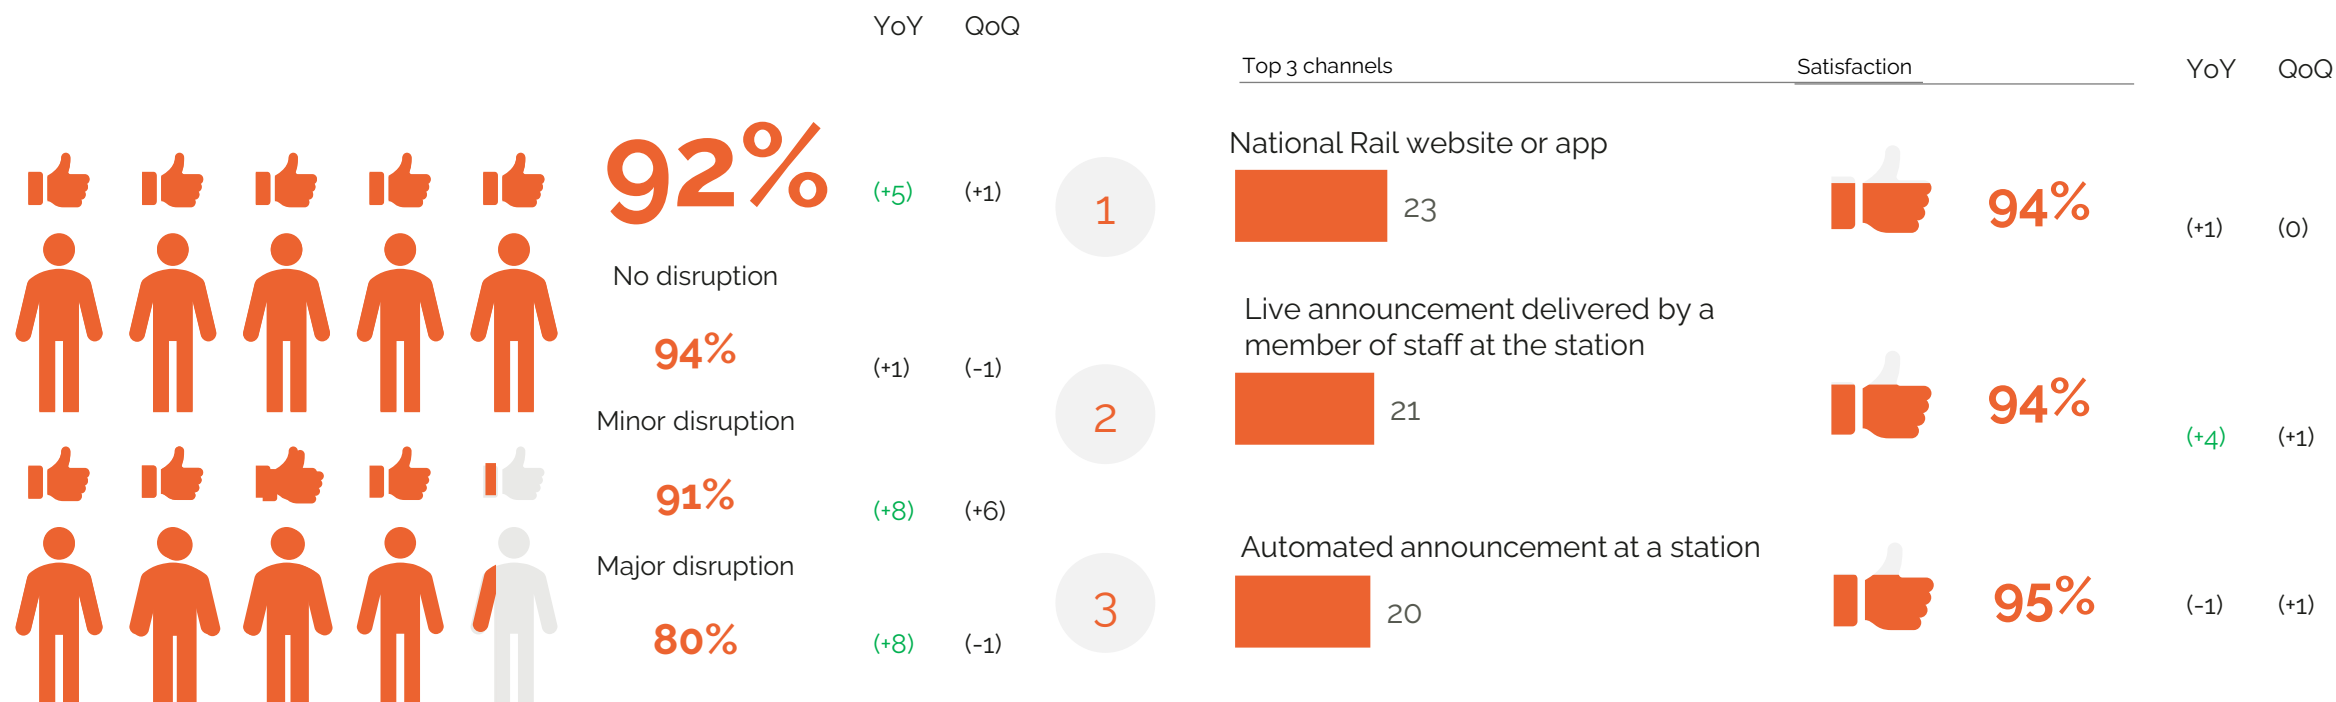 YoY QoQ
92% (+5) (+1)
No disruption
94% (+1) (-1)
Minor disruption
91% (+8) (+6)
Major disruption
80% (+8) (-1)
Top 3 channels Satisfaction YoY QoQ
1
National Rail website or app
23 94% (+1) (0)
2
Live announcement delivered by a
member of staff at the station
21 94% (+4) (+1)
3
Automated announcement at a station
20 95% (-1) (+1)